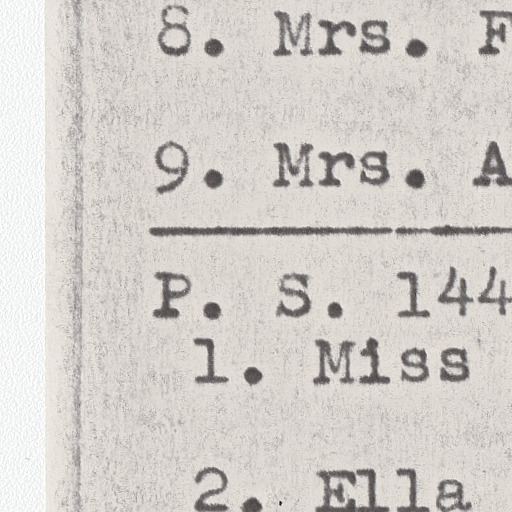 8. Mrs. F
9. Mrs. A
P. S. 144
1. Miss
2. Ella